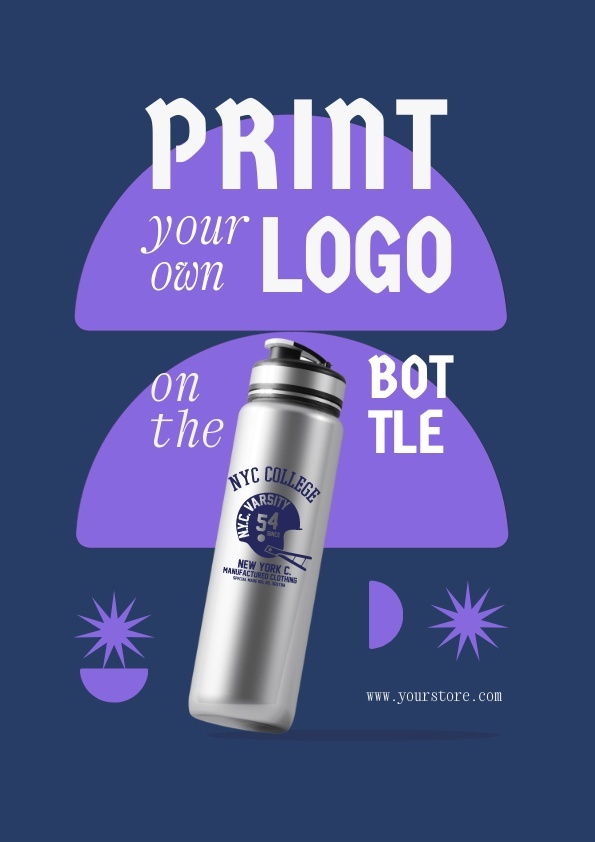 PRINT
your LOGO
own
on BOT
the TLE
NYC COLLEGE
N.Y.C. VARSITY
54
SINCE
NEW YORK C.
MANUFACTURED CLOTHING
www.yourstore.com